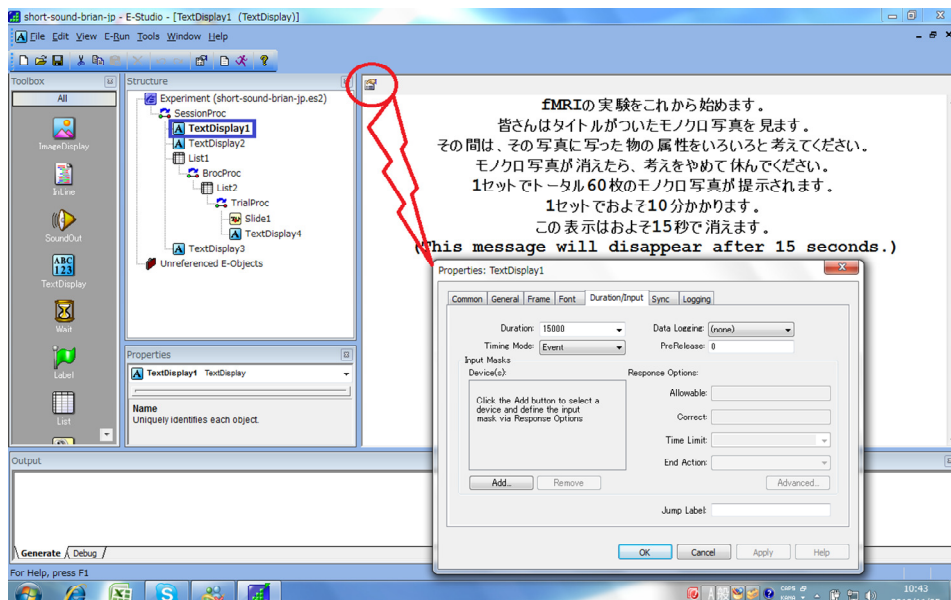 short-sound-brian-jp - E-Studio - [TextDisplay1 (TextDisplay)]
File Edit View E-Run Tools Window Help
Toolbox
All
ImageDisplay
InLine
SoundOut
ABC
123
TextDisplay
Wait
Label
List
Structure
Experiment (short-sound-brian-jp.es2)
SessionProc
TextDisplay1
TextDisplay2
List1
BrocProc
List2
TrialProc
Slide1
TextDisplay4
TextDisplay3
Unreferenced E-Objects
Properties
TextDisplay1 TextDisplay
Name
Uniquely identifies each object.
fMRIの実験をこれから始めます。
皆さんはタイトルがついたモノクロ写真を見ます。
その間は、その写真に写った物の属性をいろいろと考えてください。
モノクロ写真が消えたら、考えをやめて休んでください。
1セットでトータル60枚のモノクロ写真が提示されます。
1セットでおよそ10分かかります。
この表示はおよそ15秒で消えます。
(This message will disappear after 15 seconds.)
Properties: TextDisplay1
Common General Frame Font Duration/Input Sync Logging
Duration: 15000 Data Logging: (none)
Timing Mode: Event PreRelease: 0
Input Masks
Device(s): Response Options:
Click the Add button to select a
device and define the input
mask via Response Options
Allowable:
Correct:
Time Limit:
End Action:
Add... Remove Advanced...
Jump Label:
OK Cancel Apply Help
Output
Generate Debug
For Help, press F1
10:43